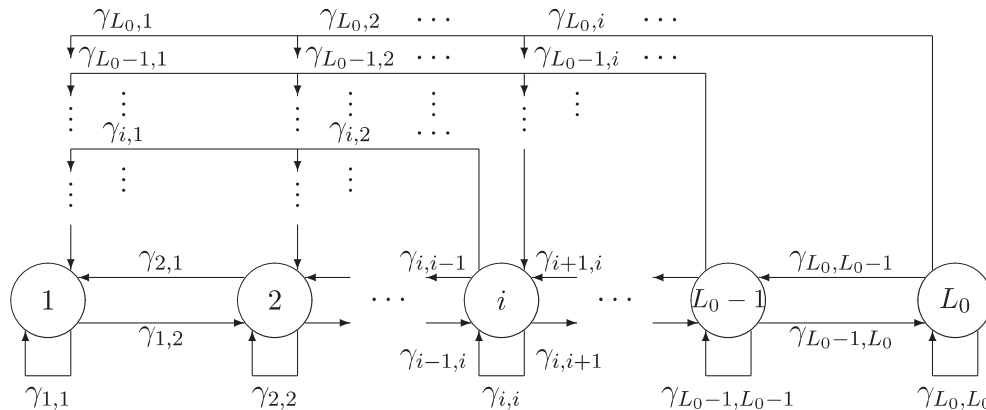 γ_{L_0,1} γ_{L_0,2} ⋯ ⋯ γ_{L_0,i} ⋯
γ_{L_0−1,1} γ_{L_0−1,2} ⋯ γ_{L_0−1,i} ⋯
γ_{i,1} γ_{i,2} ⋯
γ_{2,1} γ_{i,i−1} γ_{i+1,i} γ_{L_0,L_0−1}
1 2 ⋯ i ⋯ L_0 − 1 L_0
γ_{1,2} γ_{i−1,i} γ_{i,i+1} γ_{L_0−1,L_0}
γ_{1,1} γ_{2,2} γ_{i,i} γ_{L_0−1,L_0−1} γ_{L_0,L_0}